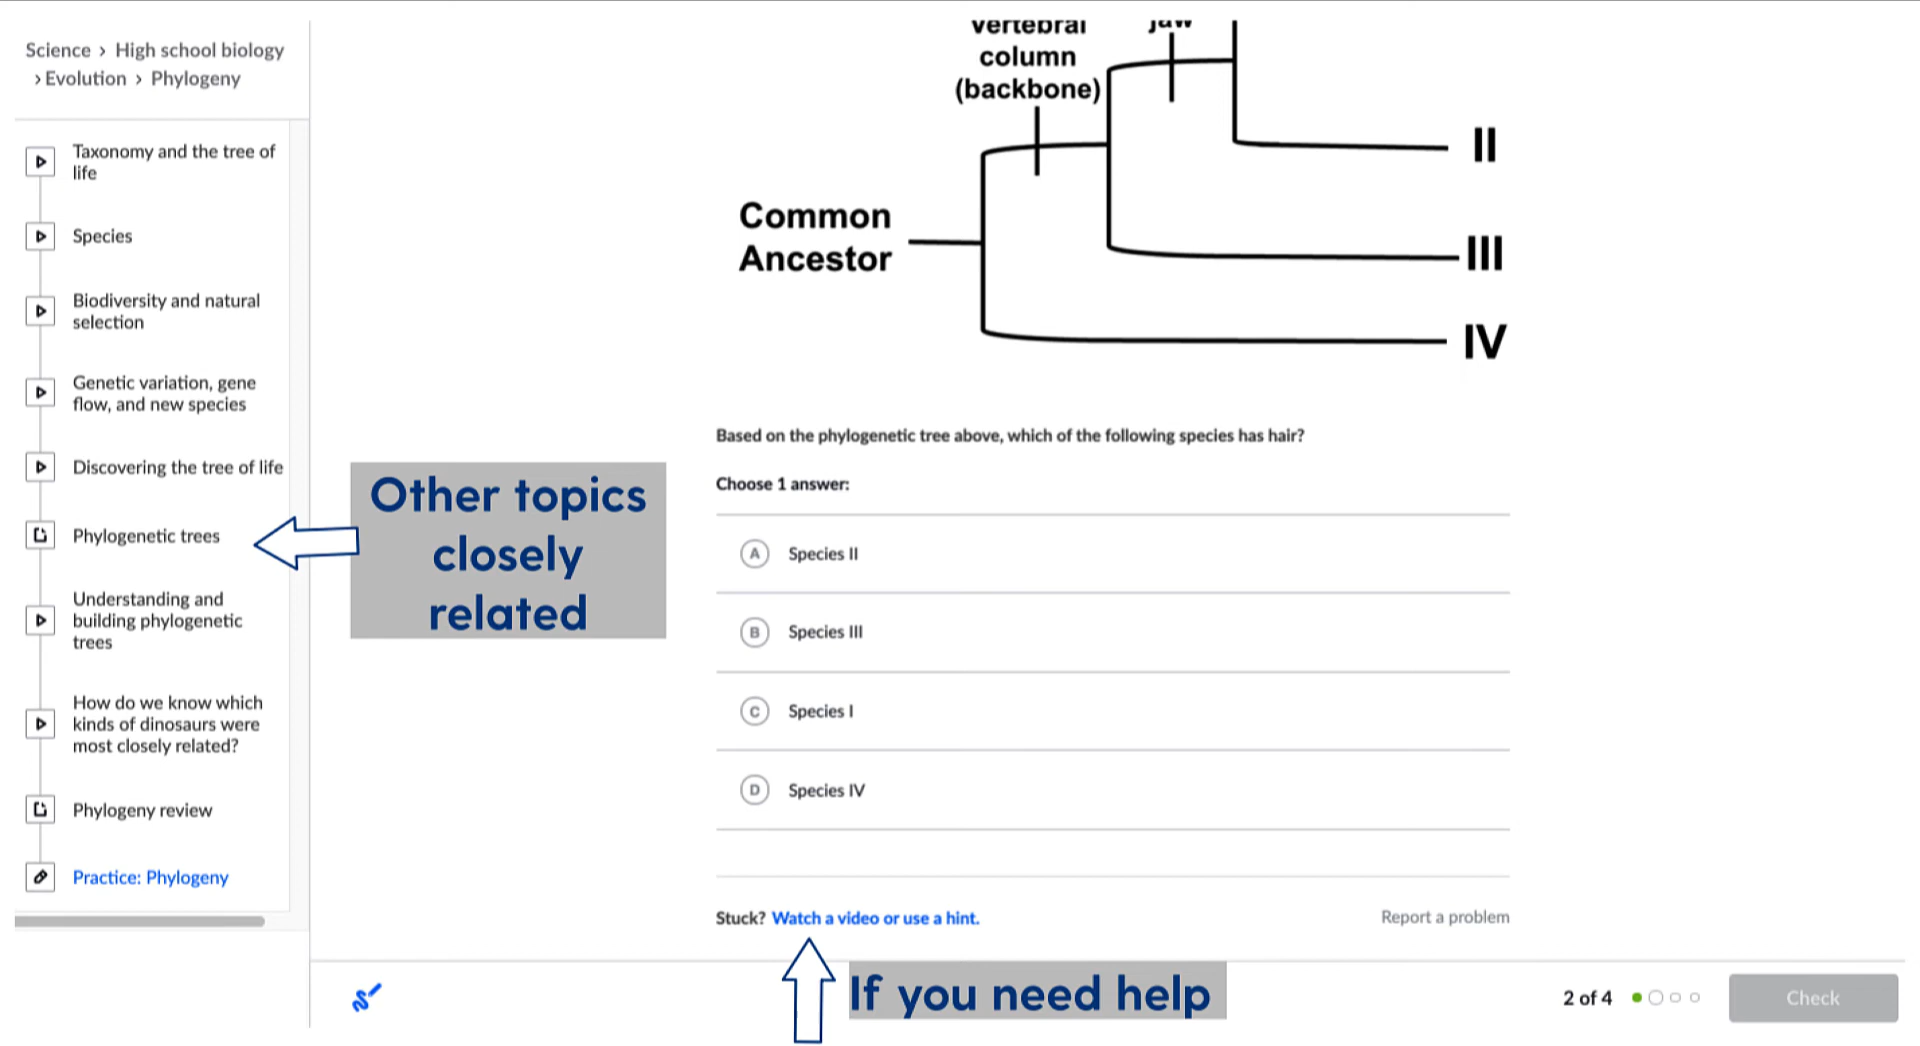 Science › High school biology
› Evolution › Phylogeny
Taxonomy and the tree of
life
Species
Biodiversity and natural
selection
Genetic variation, gene
flow, and new species
Discovering the tree of life
Phylogenetic trees
Understanding and
building phylogenetic
trees
How do we know which
kinds of dinosaurs were
most closely related?
Phylogeny review
Practice: Phylogeny
Other topics
closely
related
vertebral
column
(backbone)
jaw
Common
Ancestor
II
III
IV
Based on the phylogenetic tree above, which of the following species has hair?
Choose 1 answer:
A Species II
B Species III
C Species I
D Species IV
Stuck? Watch a video or use a hint.
Report a problem
If you need help
2 of 4
Check